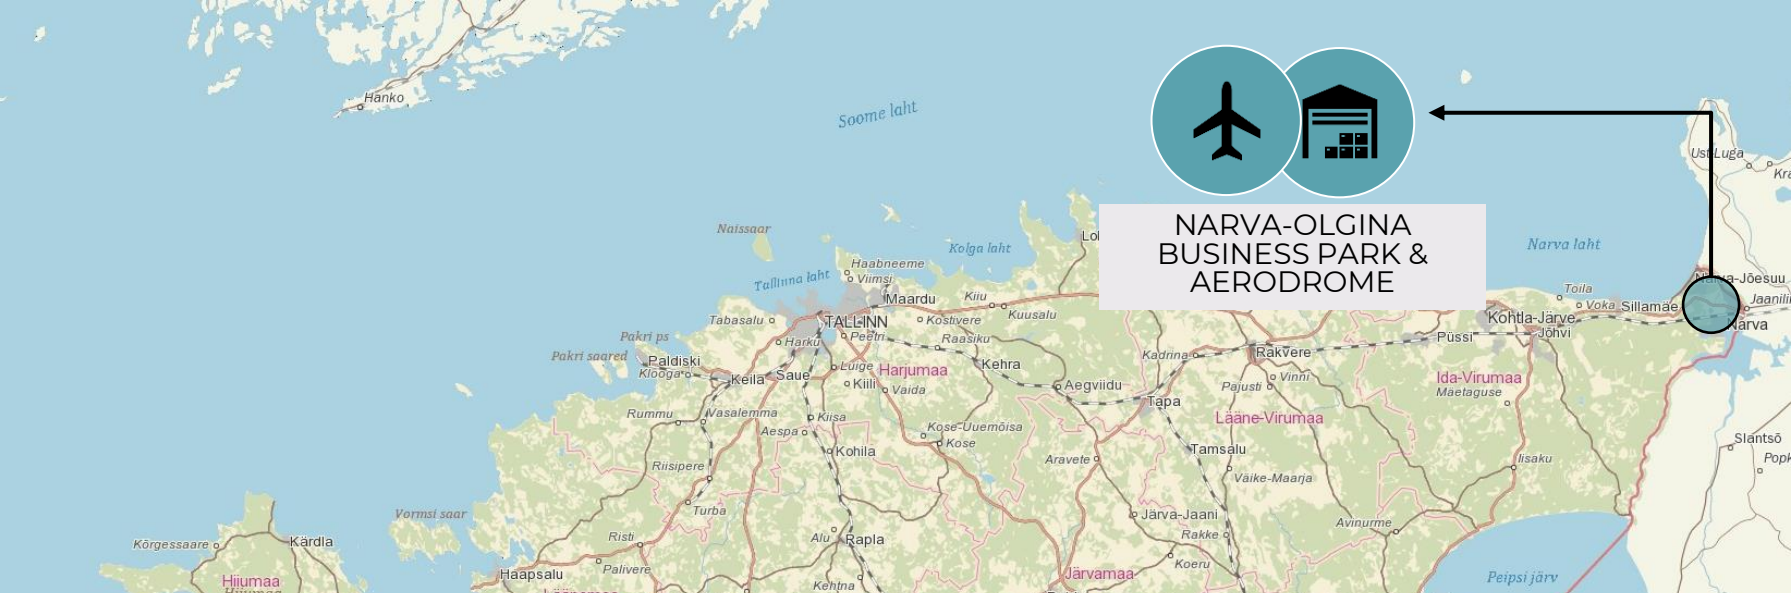 Hanko
Soome laht
Ust-Luga
NARVA-OLGINA
BUSINESS PARK &
AERODROME
Naissaar
Kolga laht
Narva laht
Tallinna laht
Haabneeme
Viimsi
Maardu
Kiiu
Kuusalu
Toila
Voka
Sillamäe
Narva-Jõesuu
Narva
Tabasalu
TALLINN
Kostivere
Kohtla-Järve
Jõhvi
Pakri ps
Pakri saared
Harku
Peetri
Raasiku
Püssi
Paldiski
Klooga
Keila
Saue
Luige
Harjumaa
Kehra
Kadrina
Rakvere
Kiili
Vaida
Aegviidu
Pajusti
Vinni
Ida-Virumaa
Mäetaguse
Rummu
Vasalemma
Kiisa
Tapa
Lääne-Virumaa
Aespa
Kose-Uuemõisa
Kose
Kohila
Aravete
Tamsalu
Iisaku
Slantsõ
Riisipere
Väike-Maarja
Vormsi saar
Turba
Järva-Jaani
Avinurme
Kõrgessaare
Kärdla
Risti
Alu
Rapla
Rakke
Haapsalu
Palivere
Koeru
Hiiumaa
Kehtna
Järvamaa
Peipsi järv